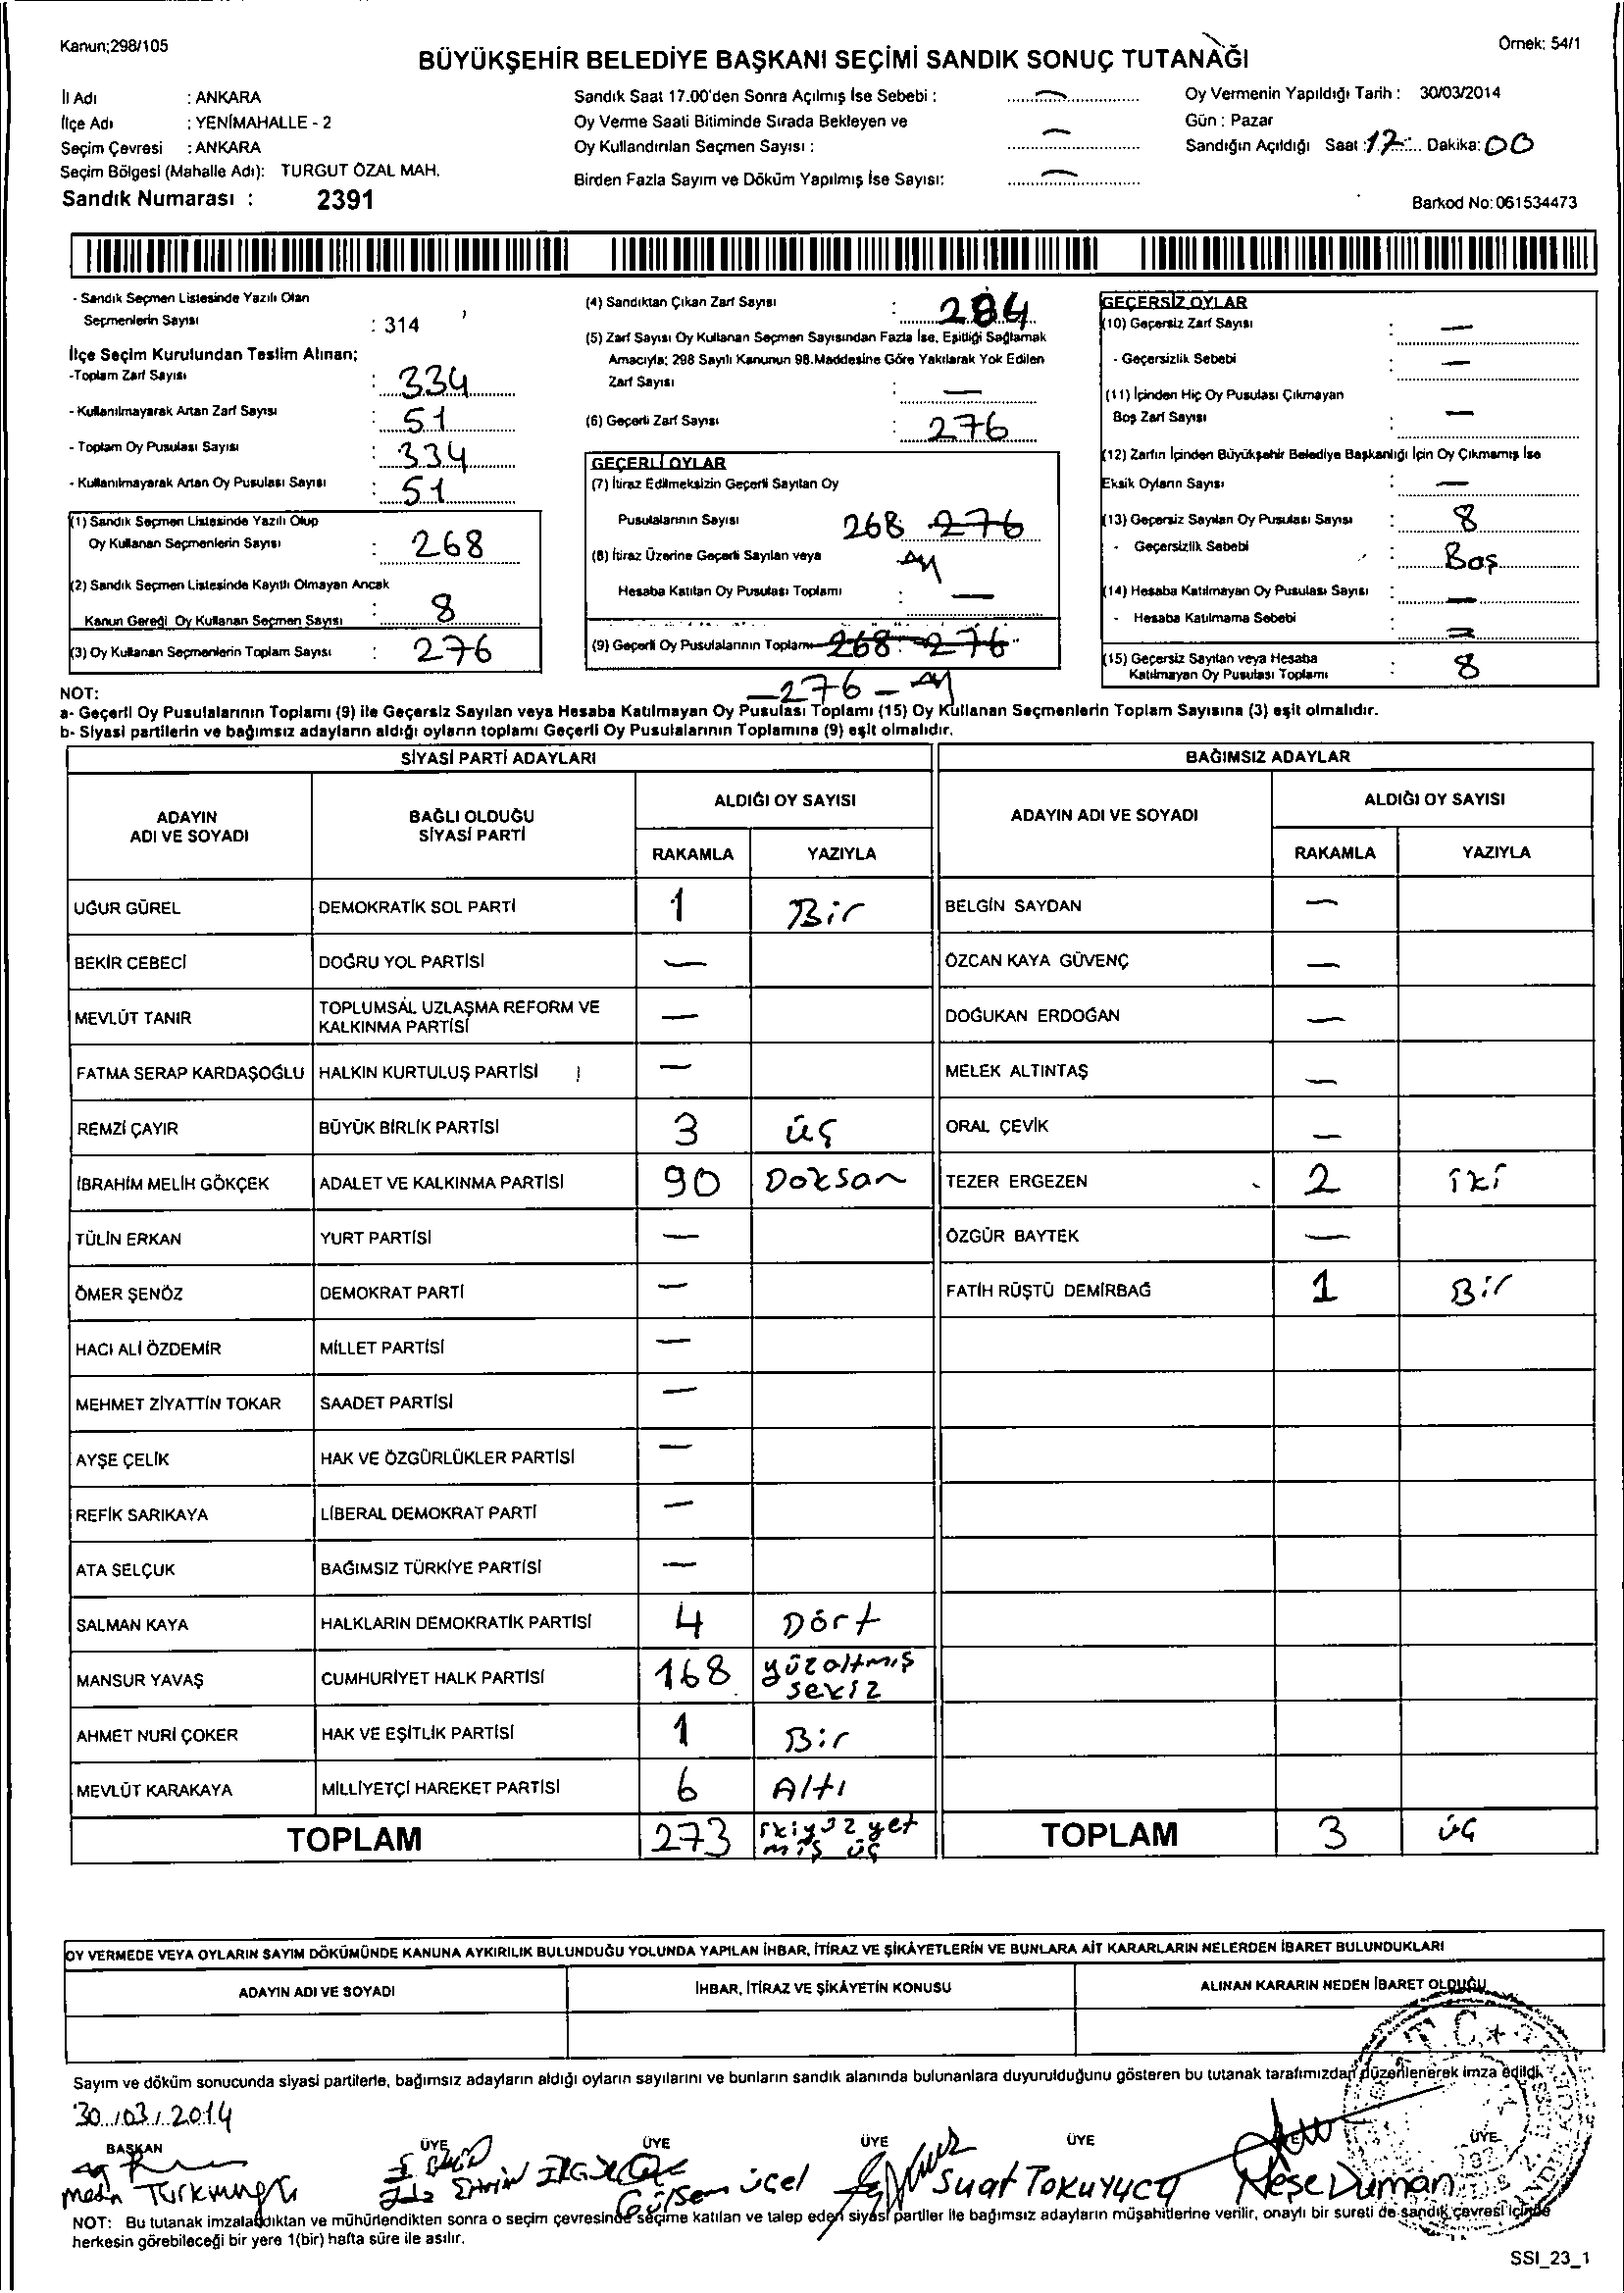 Kanun;298/105
Örnek: 54/1
BÜYÜKŞEHİR BELEDİYE BAŞKANI SEÇİMİ SANDIK SONUÇ TUTANAĞI
İl Adı : ANKARA
İlçe Adı : YENİMAHALLE - 2
Seçim Çevresi : ANKARA
Seçim Bölgesi (Mahalle Adı): TURGUT ÖZAL MAH.
Sandık Numarası : 2391
Sandık Saat 17.00'den Sonra Açılmış İse Sebebi : —
Oy Verme Saati Bitiminde Sırada Bekleyen ve
Oy Kullandırılan Seçmen Sayısı : —
Birden Fazla Sayım ve Döküm Yapılmış İse Sayısı: —
Oy Vermenin Yapıldığı Tarih : 30/03/2014
Gün : Pazar
Sandığın Açıldığı Saat : 17 Dakika: 00
Barkod No: 061534473
- Sandık Seçmen Listesinde Yazılı Olan
Seçmenlerin Sayısı : 314
İlçe Seçim Kurulundan Teslim Alınan;
-Toplam Zarf Sayısı : 334
- Kullanılmayarak Artan Zarf Sayısı : 51
- Toplam Oy Pusulası Sayısı : 334
- Kullanılmayarak Artan Oy Pusulası Sayısı : 51
(1) Sandık Seçmen Listesinde Yazılı Olup
Oy Kullanan Seçmenlerin Sayısı : 268
(2) Sandık Seçmen Listesinde Kayıtlı Olmayan Ancak
Kanun Gereği Oy Kullanan Seçmen Sayısı : 8
(3) Oy Kullanan Seçmenlerin Toplam Sayısı : 276
(4) Sandıktan Çıkan Zarf Sayısı : 284
(5) Zarf Sayısı Oy Kullanan Seçmen Sayısından Fazla İse, Eşitliği Sağlamak
Amacıyla; 298 Sayılı Kanunun 98.Maddesine Göre Yakılarak Yok Edilen
Zarf Sayısı : —
(6) Geçerli Zarf Sayısı : 276
GEÇERLİ OYLAR
(7) İtiraz Edilmeksizin Geçerli Sayılan Oy
Pusulalarının Sayısı 268 276
(8) İtiraz Üzerine Geçerli Sayılan veya
Hesaba Katılan Oy Pusulası Toplamı : —
(9) Geçerli Oy Pusulalarının Toplamı 268 276
- 276 -
GEÇERSİZ OYLAR
(10) Geçersiz Zarf Sayısı : —
- Geçersizlik Sebebi : —
(11) İçinden Hiç Oy Pusulası Çıkmayan
Boş Zarf Sayısı : —
(12) Zarfın İçinden Büyükşehir Belediye Başkanlığı İçin Oy Çıkmamış İse
Eksik Oyların Sayısı : —
(13) Geçersiz Sayılan Oy Pusulası Sayısı : 8
- Geçersizlik Sebebi : Boş
(14) Hesaba Katılmayan Oy Pusulası Sayısı : —
- Hesaba Katılmama Sebebi : —
(15) Geçersiz Sayılan veya Hesaba
Katılmayan Oy Pusulası Toplamı : 8
NOT:
a- Geçerli Oy Pusulalarının Toplamı (9) ile Geçersiz Sayılan veya Hesaba Katılmayan Oy Pusulası Toplamı (15) Oy Kullanan Seçmenlerin Toplam Sayısına (3) eşit olmalıdır.
b- Siyasi partilerin ve bağımsız adayların aldığı oyların toplamı Geçerli Oy Pusulalarının Toplamına (9) eşit olmalıdır.
SİYASİ PARTİ ADAYLARI
ADAYIN ADI VE SOYADI BAĞLI OLDUĞU SİYASİ PARTİ ALDIĞI OY SAYISI
RAKAMLA YAZIYLA
UĞUR GÜREL DEMOKRATİK SOL PARTİ 1 Bir
BEKİR CEBECİ DOĞRU YOL PARTİSİ —
MEVLÜT TANIR TOPLUMSAL UZLAŞMA REFORM VE KALKINMA PARTİSİ —
FATMA SERAP KARDAŞOĞLU HALKIN KURTULUŞ PARTİSİ —
REMZİ ÇAYIR BÜYÜK BİRLİK PARTİSİ 3 üç
İBRAHİM MELİH GÖKÇEK ADALET VE KALKINMA PARTİSİ 90 Doksan
TÜLİN ERKAN YURT PARTİSİ —
ÖMER ŞENÖZ DEMOKRAT PARTİ —
HACI ALİ ÖZDEMİR MİLLET PARTİSİ —
MEHMET ZİYATTİN TOKAR SAADET PARTİSİ —
AYŞE ÇELİK HAK VE ÖZGÜRLÜKLER PARTİSİ —
REFİK SARIKAYA LİBERAL DEMOKRAT PARTİ —
ATA SELÇUK BAĞIMSIZ TÜRKİYE PARTİSİ —
SALMAN KAYA HALKLARIN DEMOKRATİK PARTİSİ 4 Dört
MANSUR YAVAŞ CUMHURİYET HALK PARTİSİ 168 yüzaltmış sekiz
AHMET NURİ ÇOKER HAK VE EŞİTLİK PARTİSİ 1 Bir
MEVLÜT KARAKAYA MİLLİYETÇİ HAREKET PARTİSİ 6 Altı
TOPLAM 273 ikiyüz yet miş üç
BAĞIMSIZ ADAYLAR
ADAYIN ADI VE SOYADI ALDIĞI OY SAYISI
RAKAMLA YAZIYLA
BELGİN SAYDAN —
ÖZCAN KAYA GÜVENÇ —
DOĞUKAN ERDOĞAN —
MELEK ALTINTAŞ —
ORAL ÇEVİK —
TEZER ERGEZEN 2 iki
ÖZGÜR BAYTEK —
FATİH RÜŞTÜ DEMİRBAĞ 1 Bir
TOPLAM 3 üç
OY VERMEDE VEYA OYLARIN SAYIM DÖKÜMÜNDE KANUNA AYKIRILIK BULUNDUĞU YOLUNDA YAPILAN İHBAR, İTİRAZ VE ŞİKÂYETLERİN VE BUNLARA AİT KARARLARIN NELERDEN İBARET BULUNDUKLARI
ADAYIN ADI VE SOYADI İHBAR, İTİRAZ VE ŞİKÂYETİN KONUSU ALINAN KARARIN NEDEN İBARET OLDUĞU
Sayım ve döküm sonucunda siyasi partilerle, bağımsız adayların aldığı oyların sayılarını ve bunların sandık alanında bulunanlara duyurulduğunu gösteren bu tutanak tarafımızdan düzenlenerek imza edildi.
30/03/2014
BAŞKAN ÜYE ÜYE ÜYE ÜYE ÜYE
Gülsem ücel Suat Tokuyucu Neşe Duman
NOT: Bu tutanak imzalandıktan ve mühürlendikten sonra o seçim çevresinde seçime katılan ve talep eden siyasi partiler ile bağımsız adayların müşahitlerine verilir, onaylı bir sureti de sandık çevresi içinde
herkesin görebileceği bir yere 1(bir) hafta süre ile asılır.
SSI_23_1